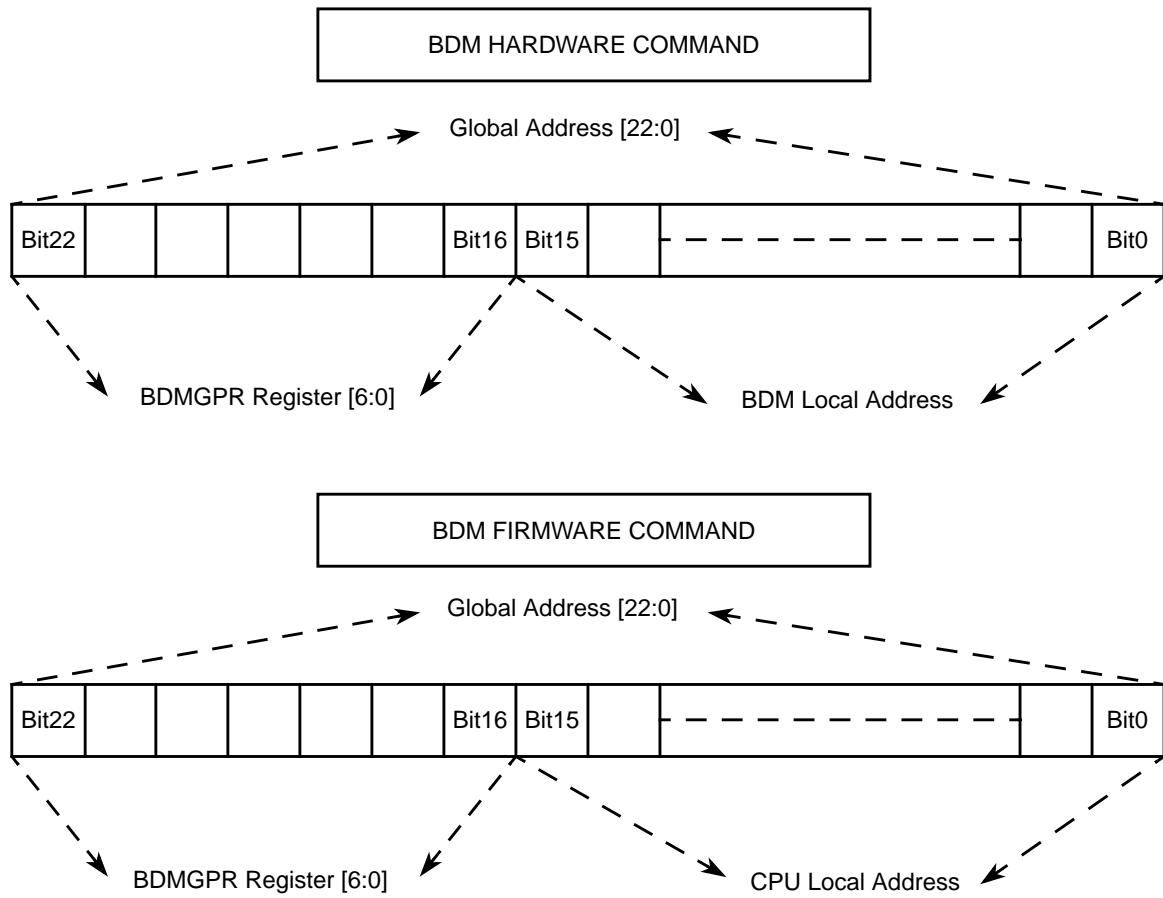 BDM HARDWARE COMMAND
Global Address [22:0]
Bit22 Bit16 Bit15 Bit0
BDMGPR Register [6:0] BDM Local Address
BDM FIRMWARE COMMAND
Global Address [22:0]
Bit22 Bit16 Bit15 Bit0
BDMGPR Register [6:0] CPU Local Address